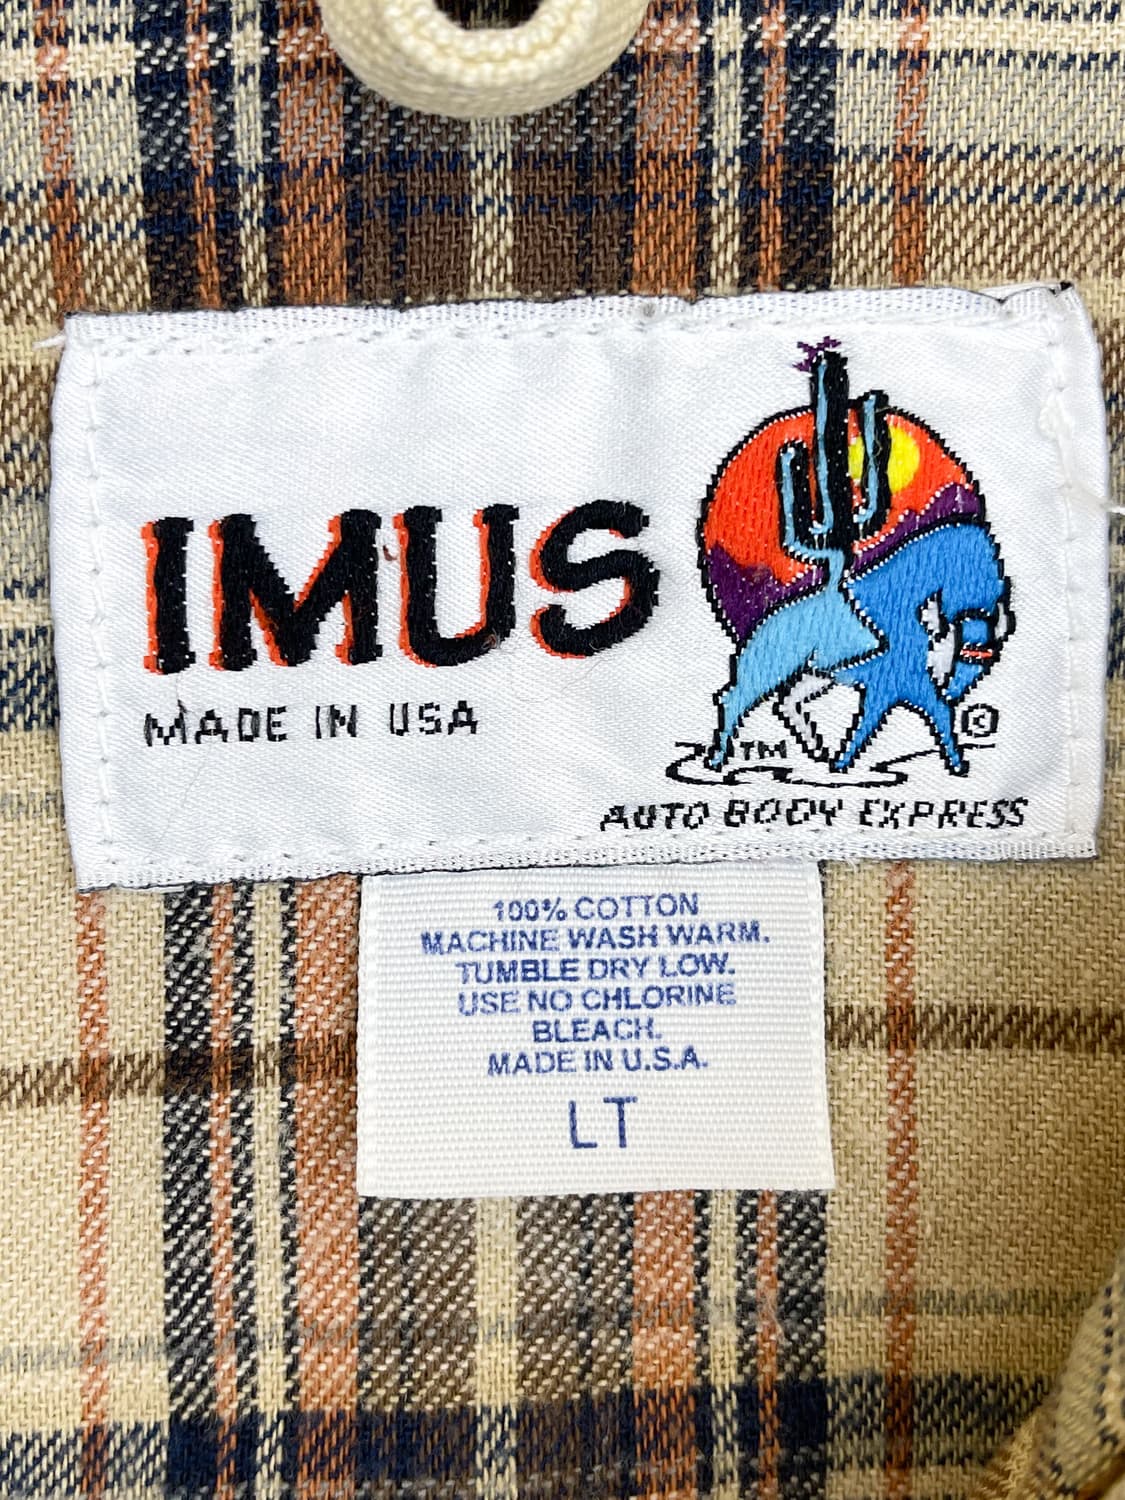 IMUS
MADE IN USA
TM
©
AUTO BODY EXPRESS
100% COTTON
MACHINE WASH WARM.
TUMBLE DRY LOW.
USE NO CHLORINE
BLEACH.
MADE IN U.S.A.
LT